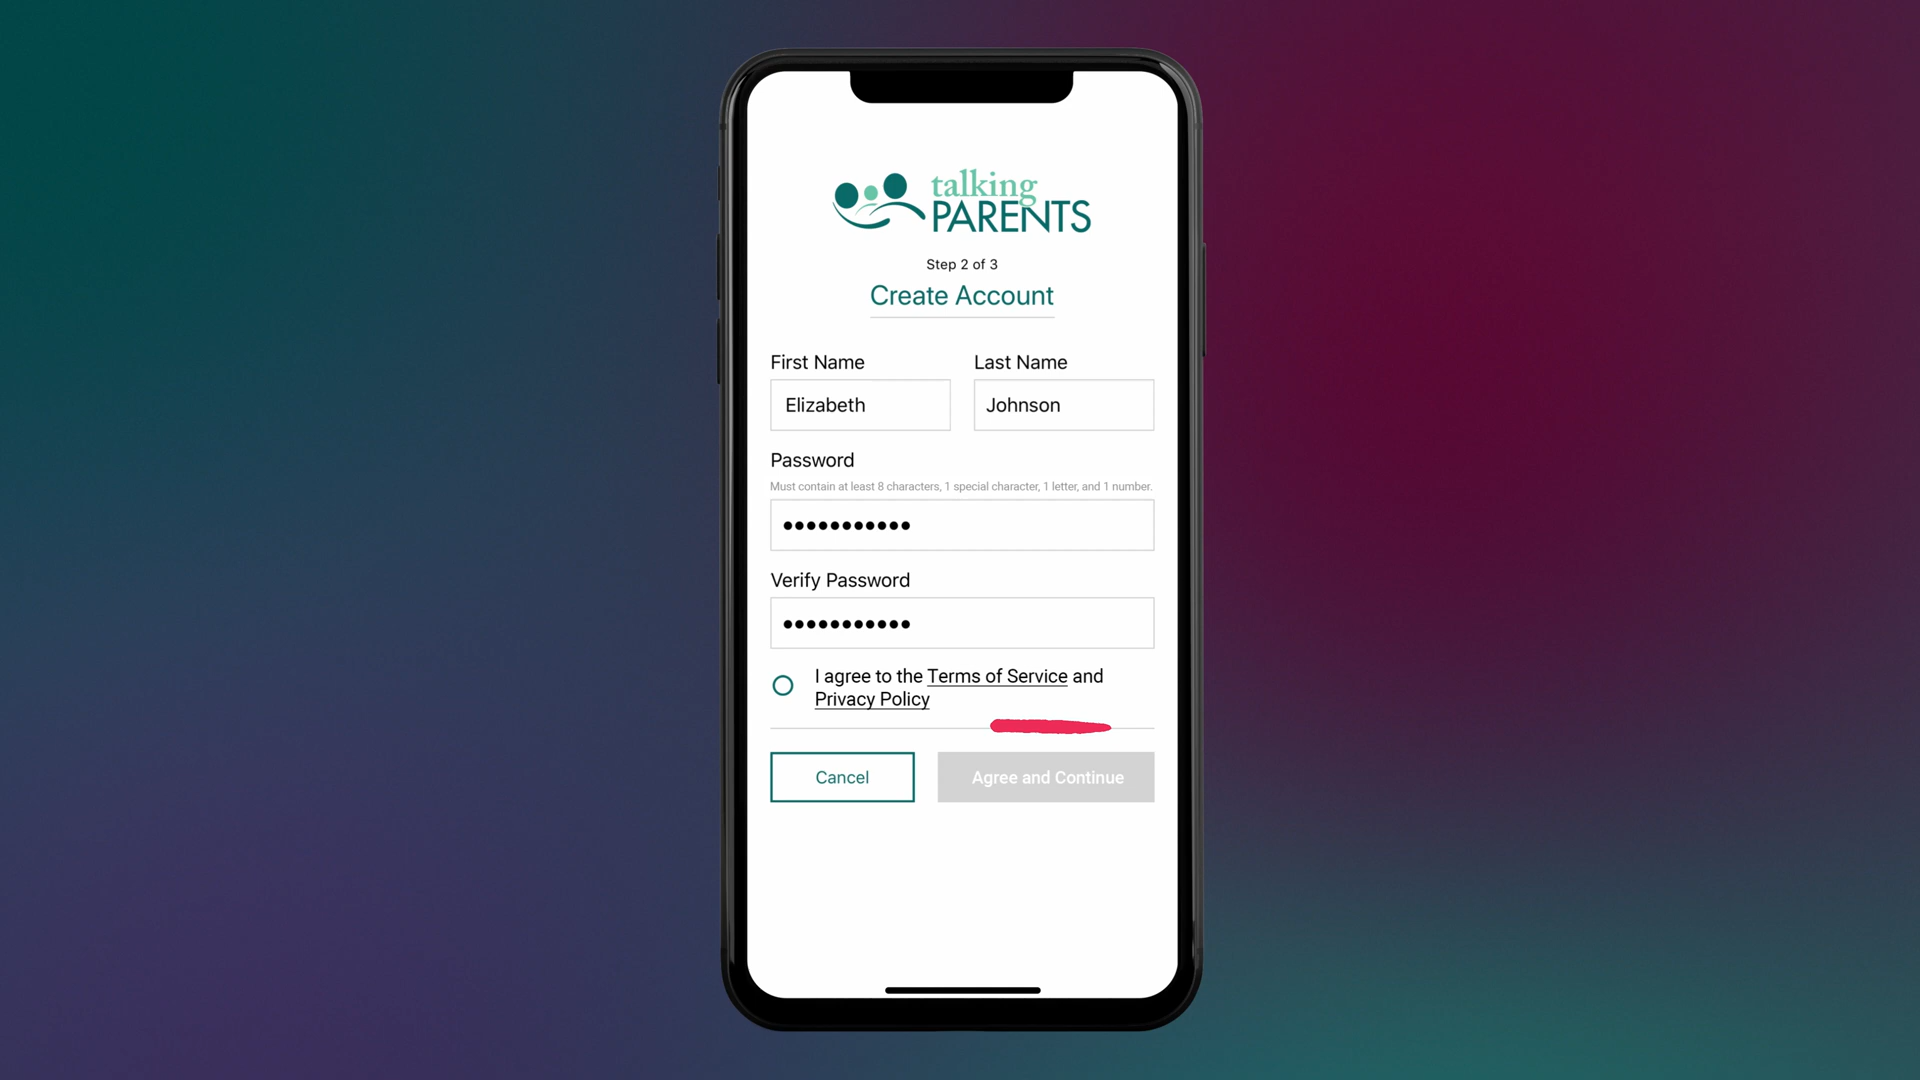 talking
PARENTS
Step 2 of 3
Create Account
First Name Last Name
Elizabeth Johnson
Password
Must contain at least 8 characters, 1 special character, 1 letter, and 1 number.
•••••••••••
Verify Password
•••••••••••
I agree to the Terms of Service and
Privacy Policy
Cancel Agree and Continue